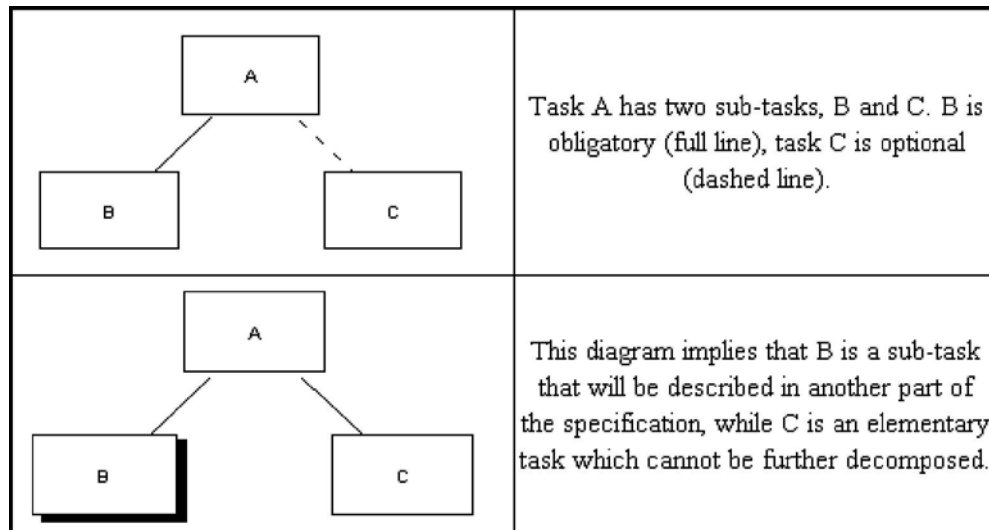 A
B
C
Task A has two sub-tasks, B and C. B is
obligatory (full line), task C is optional
(dashed line).
A
B
C
This diagram implies that B is a sub-task
that will be described in another part of
the specification, while C is an elementary
task which cannot be further decomposed.